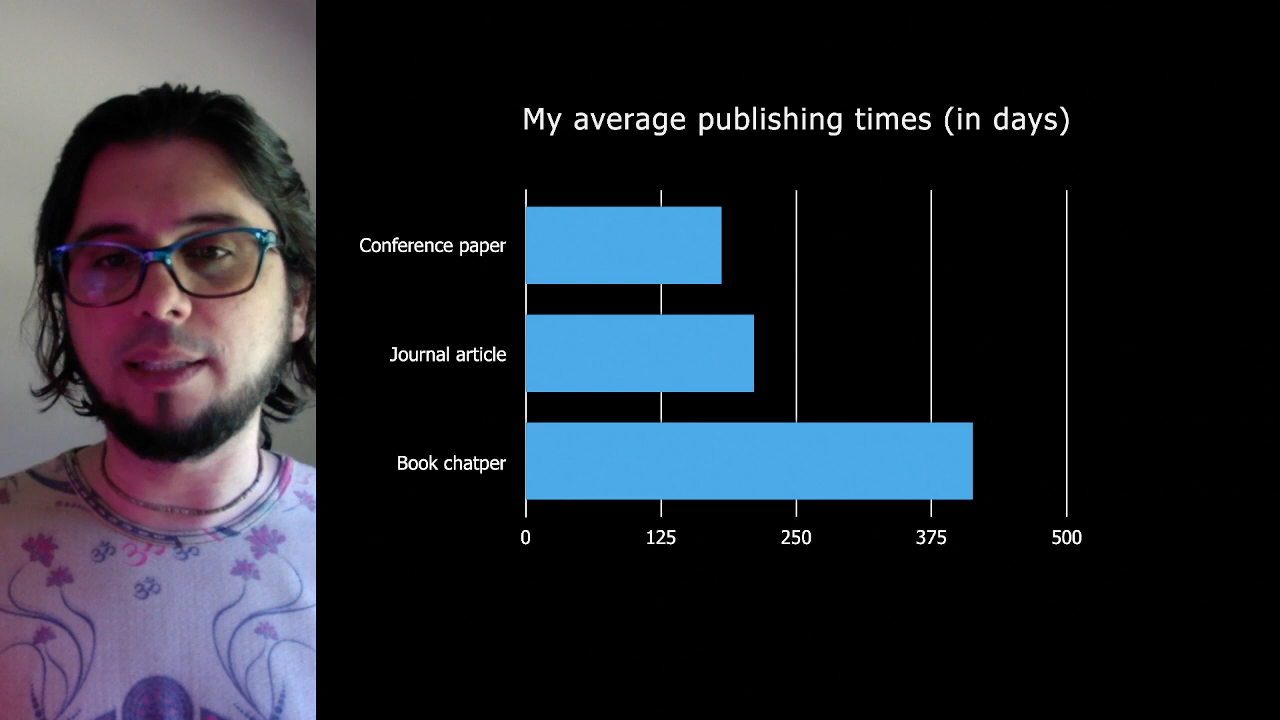 My average publishing times (in days)
Conference paper
Journal article
Book chatper
0 125 250 375 500
ॐ ॐ ॐ
ॐ